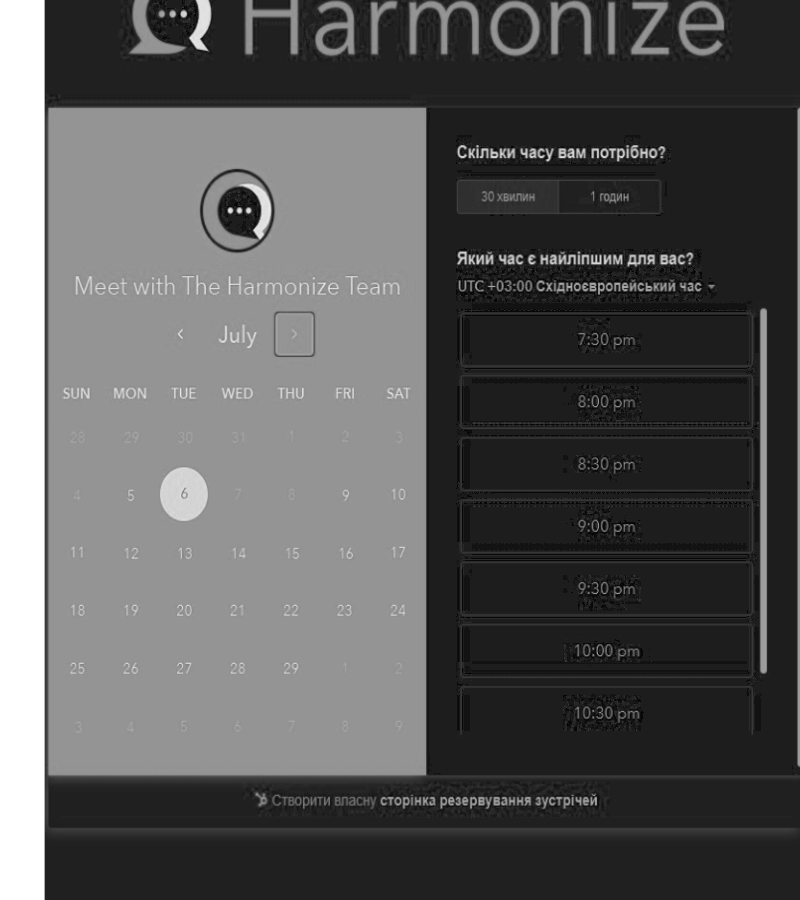 Harmonize
Meet with The Harmonize Team
July
SUN MON TUE WED THU FRI SAT
28 29 30 31 1 2 3
4 5 6 7 8 9 10
11 12 13 14 15 16 17
18 19 20 21 22 23 24
25 26 27 28 29 1 2
3 4 5 6 7 8 9
Скільки часу вам потрібно?
30 хвилин 1 годин
Який час є найліпшим для вас?
UTC +03:00 Східноєвропейський час
7:30 pm
8:00 pm
8:30 pm
9:00 pm
9:30 pm
10:00 pm
10:30 pm
Створити власну сторінка резервування зустрічей